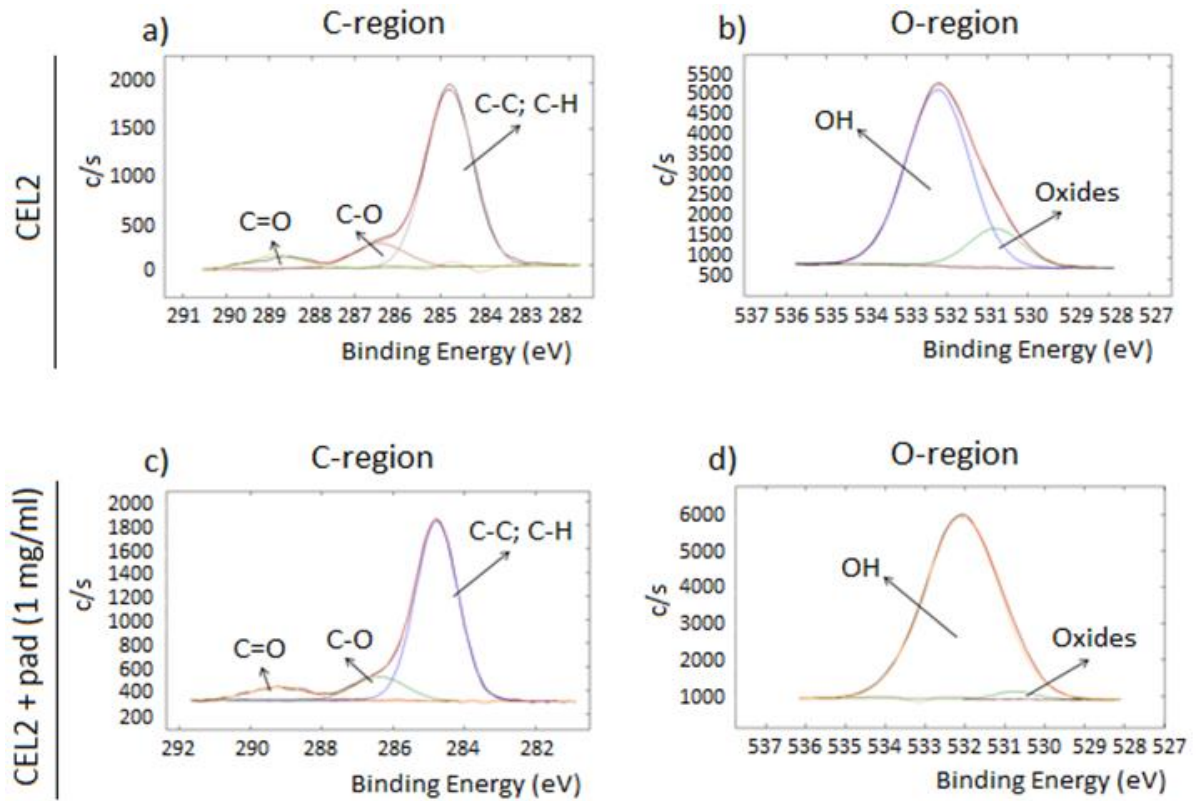 a)
C-region
b)
O-region
CEL2
c/s
2000
1500
1000
500
0
C=O
C-O
C-C; C-H
291 290 289 288 287 286 285 284 283 282
Binding Energy (eV)
c/s
5500
5000
4500
4000
3500
3000
2500
2000
1500
1000
500
OH
Oxides
537 536 535 534 533 532 531 530 529 528 527
Binding Energy (eV)
c)
C-region
d)
O-region
CEL2 + pad (1 mg/ml)
c/s
2000
1800
1600
1400
1200
1000
800
600
400
200
C=O
C-O
C-C; C-H
292 290 288 286 284 282
Binding Energy (eV)
c/s
6000
5000
4000
3000
2000
1000
OH
Oxides
537 536 535 534 533 532 531 530 529 528 527
Binding Energy (eV)